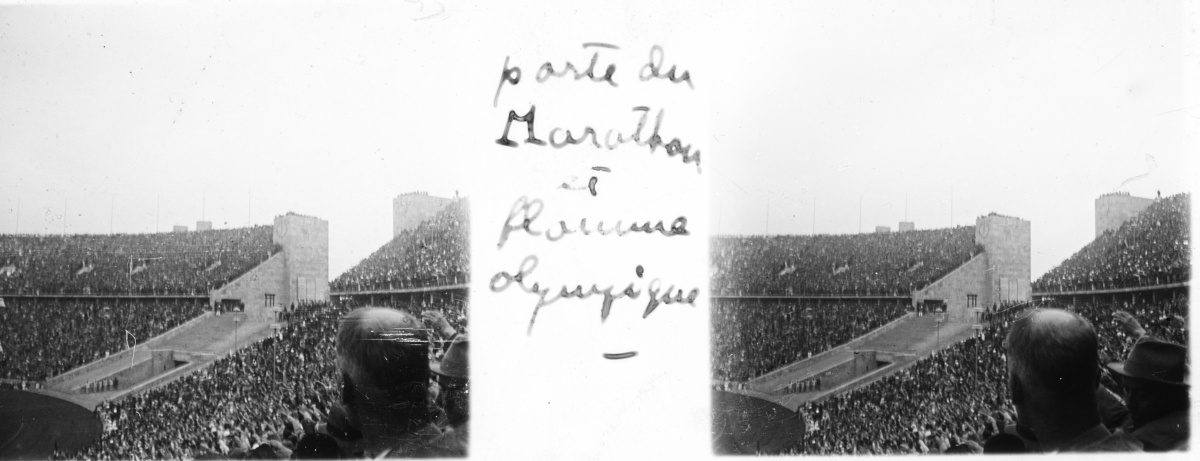 porte du
Marathon
et
flamme
olympique